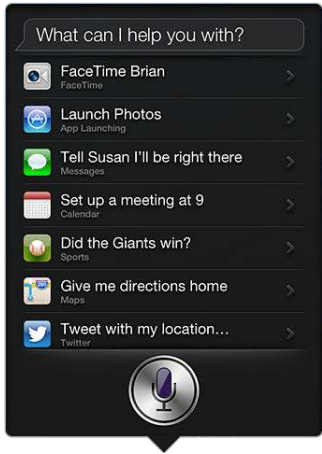 What can I help you with?
FaceTime Brian
FaceTime
Launch Photos
App Launching
Tell Susan I'll be right there
Messages
Set up a meeting at 9
Calendar
Did the Giants win?
Sports
Give me directions home
Maps
Tweet with my location…
Twitter